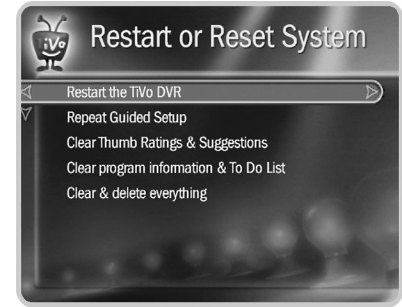 TiVo
Restart or Reset System
Restart the TiVo DVR
Repeat Guided Setup
Clear Thumb Ratings & Suggestions
Clear program information & To Do List
Clear & delete everything